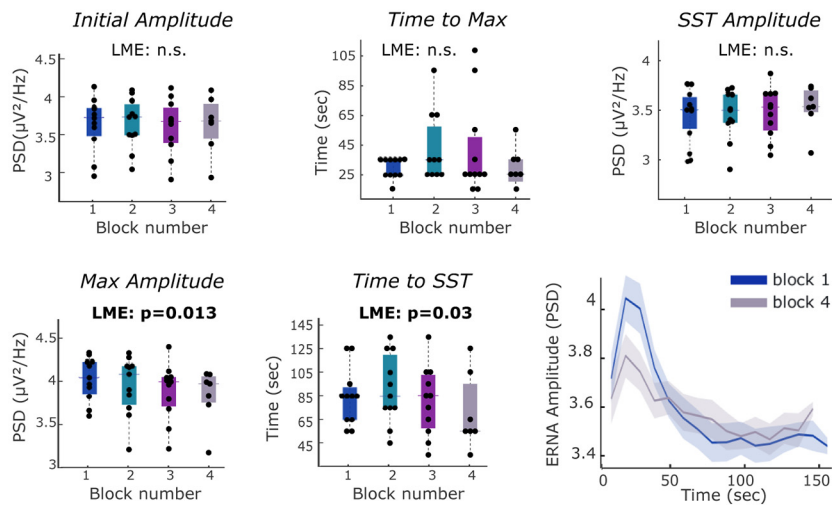 Initial Amplitude
LME: n.s.
PSD(µV²/Hz)
4.5
4
3.5
3
1 2 3 4
Block number
Time to Max
LME: n.s.
Time (sec)
105
85
65
45
25
1 2 3 4
Block number
SST Amplitude
LME: n.s.
PSD (µV²/Hz)
4
3.5
3
1 2 3 4
Block number
Max Amplitude
LME: p=0.013
PSD (µV²/Hz)
4.5
4
3.5
3
1 2 3 4
Block number
Time to SST
LME: p=0.03
Time (sec)
145
125
105
85
65
45
1 2 3 4
Block number
block 1
block 4
ERNA Amplitude (PSD)
4
3.8
3.6
3.4
0 50 100 150
Time (sec)